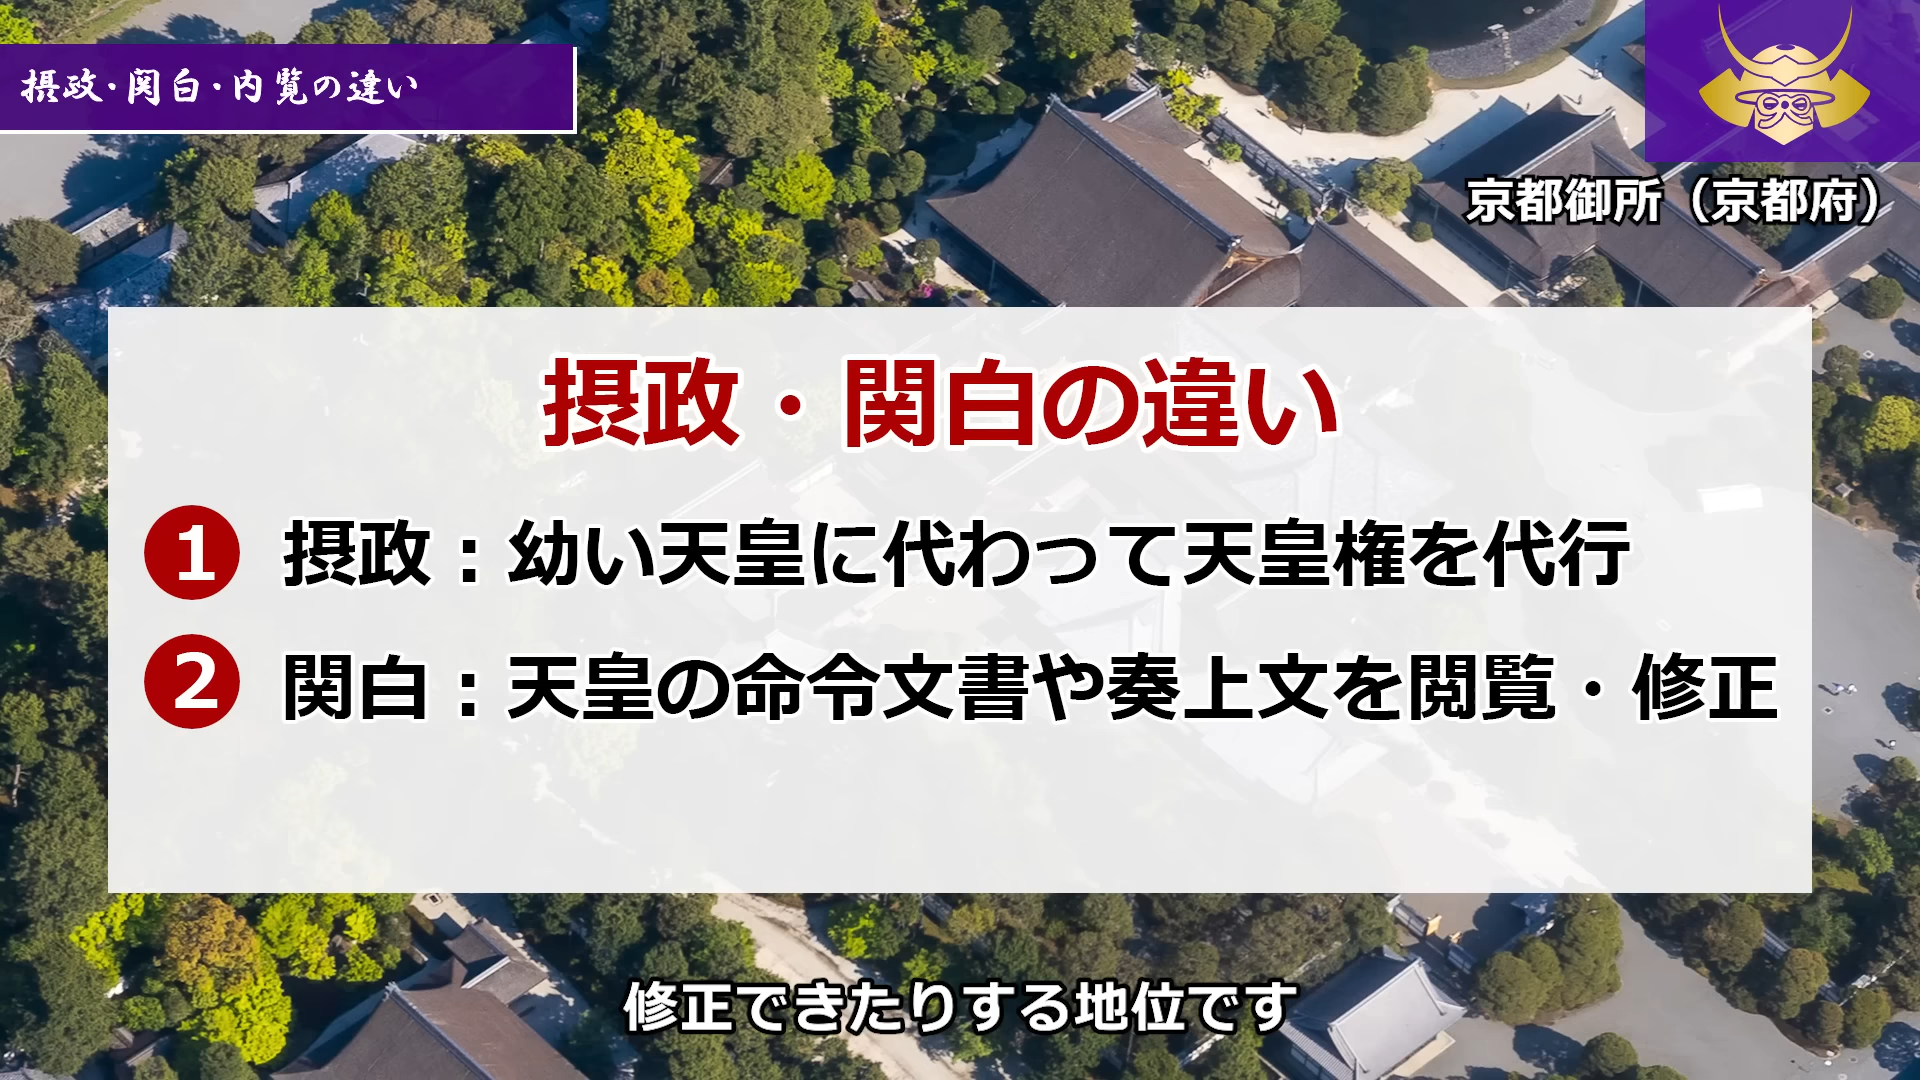 摂政・関白・内覧の違い
京都御所（京都府）
摂政・関白の違い
1 摂政：幼い天皇に代わって天皇権を代行
2 関白：天皇の命令文書や奏上文を閲覧・修正
修正できたりする地位です